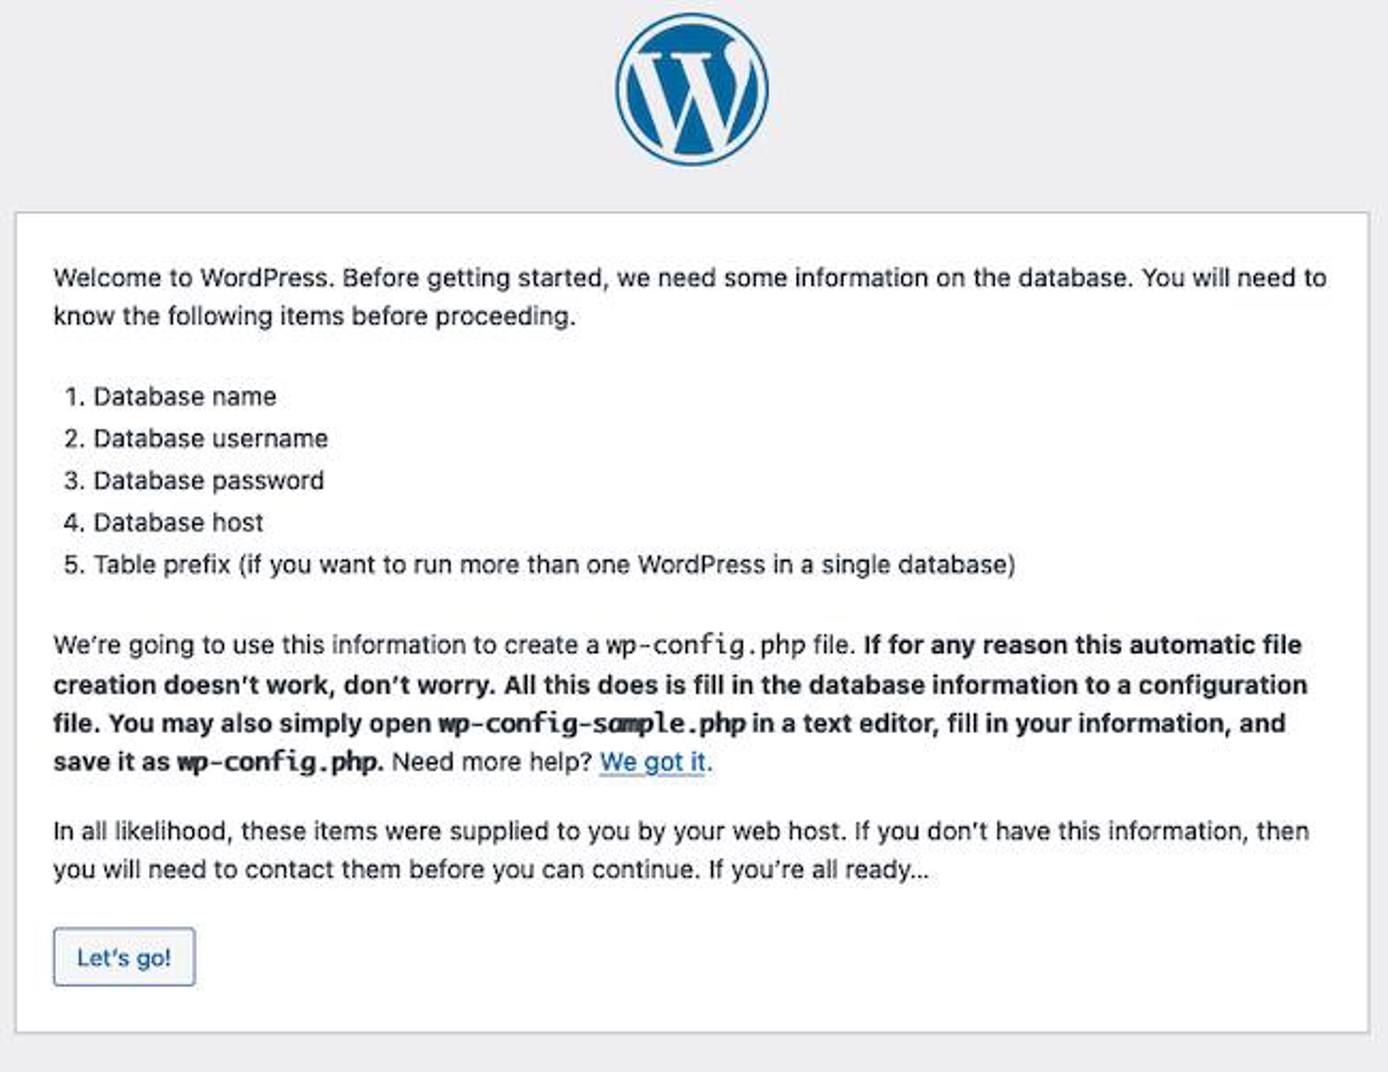 Welcome to WordPress. Before getting started, we need some information on the database. You will need to
know the following items before proceeding.
1. Database name
2. Database username
3. Database password
4. Database host
5. Table prefix (if you want to run more than one WordPress in a single database)
We’re going to use this information to create a wp-config.php file. If for any reason this automatic file
creation doesn’t work, don’t worry. All this does is fill in the database information to a configuration
file. You may also simply open wp-config-sample.php in a text editor, fill in your information, and
save it as wp-config.php. Need more help? We got it.
In all likelihood, these items were supplied to you by your web host. If you don’t have this information, then
you will need to contact them before you can continue. If you’re all ready…
Let’s go!